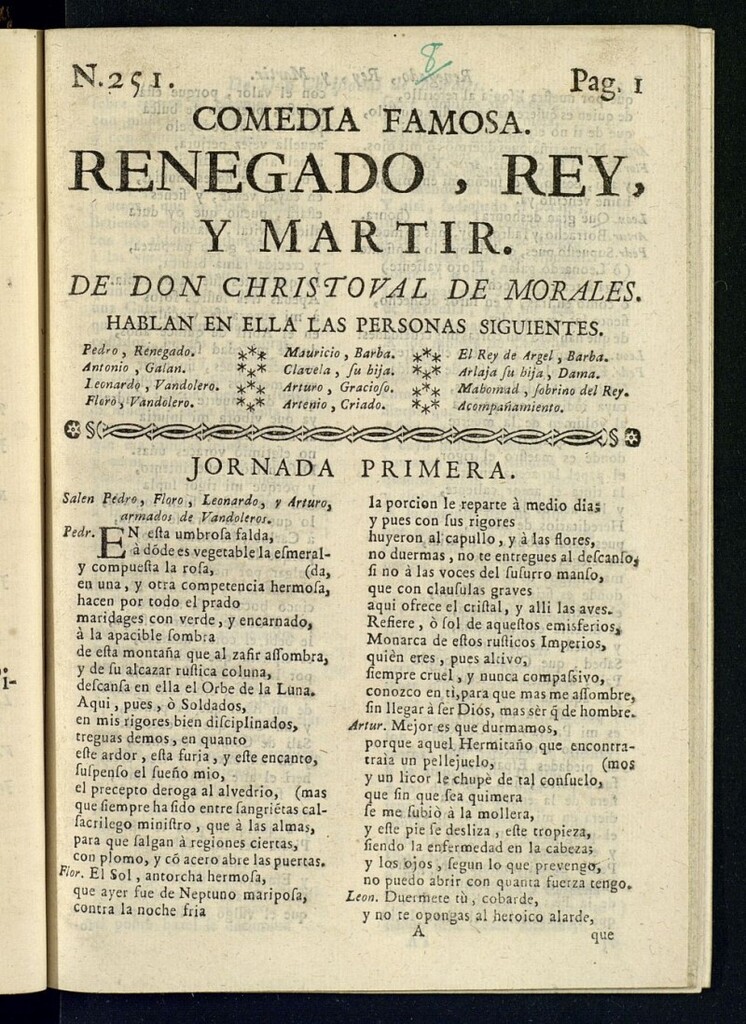 8
N.251. Pag. 1
COMEDIA FAMOSA.
RENEGADO, REY,
Y MARTIR.
DE DON CHRISTOVAL DE MORALES.
HABLAN EN ELLA LAS PERSONAS SIGUIENTES.
Pedro, Renegado. *** Mauricio, Barba. *** El Rey de Argel, Barba.
Antonio, Galan. *** Clavela, ſu hija. *** Arlaja ſu hija, Dama.
Leonardo, Vandolero. *** Arturo, Gracioſo. *** Mahomad, ſobrino del Rey.
Floro, Vandolero. *** Artenio, Criado. *** Acompañamiento.
JORNADA PRIMERA.
Salen Pedro, Floro, Leonardo, y Arturo,
armados de Vandoleros.
Pedr. EN eſta umbroſa falda,
à dõde es vegetable la eſmeral-
y compueſta la roſa, (da,
en una, y otra competencia hermoſa,
hacen por todo el prado
maridages con verde, y encarnado,
à la apacible ſombra
de eſta montaña que al zafir aſſombra,
y de ſu alcazar ruſtica coluna,
deſcanſa en ella el Orbe de la Luna.
Aqui, pues, ò Soldados,
en mis rigores bien diſciplinados,
treguas demos, en quanto
eſte ardor, eſta furia, y eſte encanto,
ſuſpenſo el ſueño mio,
el precepto deroga al alvedrio, (mas
que ſiempre ha ſido entre ſangriẽtas cal-
ſacrilego miniſtro, que à las almas,
para que ſalgan à regiones ciertas,
con plomo, y cõ acero abre las puertas.
Flor. El Sol, antorcha hermoſa,
que ayer fue de Neptuno maripoſa,
contra la noche fria
la porcion le reparte à medio dia;
y pues con ſus rigores
huyeron al capullo, y à las flores,
no duermas, no te entregues al deſcanſo,
ſi no à las voces del ſuſurro manſo,
que con clauſulas graves
aqui ofrece el criſtal, y alli las aves.
Refiere, ò ſol de aqueſtos emisferios,
Monarca de eſtos ruſticos Imperios,
quièn eres, pues altivo,
ſiempre cruel, y nunca compaſsivo,
conozco en ti, para que mas me aſſombre,
ſin llegar à ſer Diós, mas sèr q̃ de hombre.
Artur. Mejor es que durmamos,
porque aquel Hermitaño que encontra-
traìa un pellejuelo, (mos
y un licor le chupè de tal conſuelo,
que ſin que ſea quimera
ſe me ſubiò à la mollera,
y eſte pie ſe desliza, eſte tropieza,
ſiendo la enfermedad en la cabeza;
y los ojos, ſegun lo que prevengo,
no puedo abrir con quanta fuerza tengo.
Leon. Duermete tù, cobarde,
y no te opongas al heroico alarde,
A que